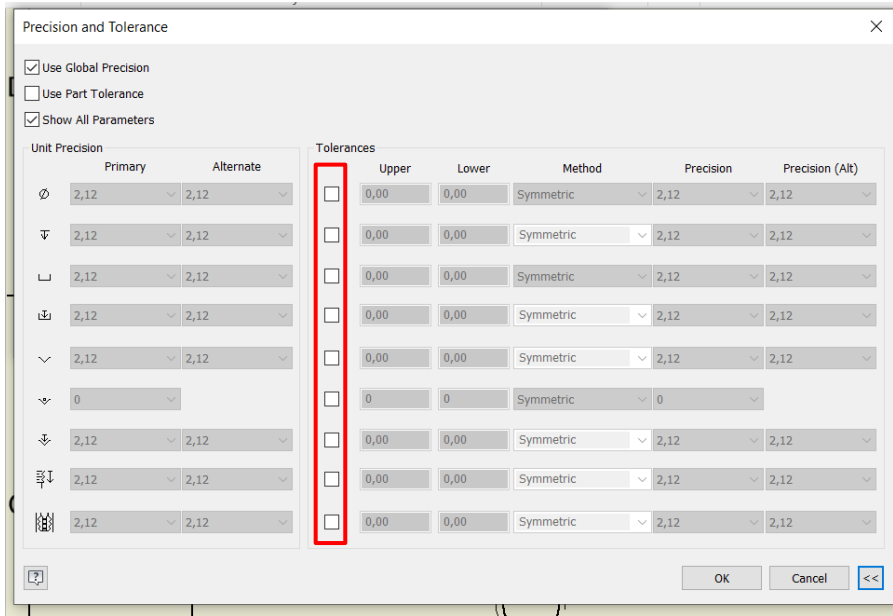 Precision and Tolerance
Use Global Precision
Use Part Tolerance
Show All Parameters
Unit Precision
Tolerances
Primary Alternate Upper Lower Method Precision Precision (Alt)
2,12 2,12 0,00 0,00 Symmetric 2,12 2,12
2,12 2,12 0,00 0,00 Symmetric 2,12 2,12
2,12 2,12 0,00 0,00 Symmetric 2,12 2,12
2,12 2,12 0,00 0,00 Symmetric 2,12 2,12
2,12 2,12 0,00 0,00 Symmetric 2,12 2,12
0 0 0 Symmetric 0
2,12 2,12 0,00 0,00 Symmetric 2,12 2,12
2,12 2,12 0,00 0,00 Symmetric 2,12 2,12
2,12 2,12 0,00 0,00 Symmetric 2,12 2,12
? OK Cancel <<